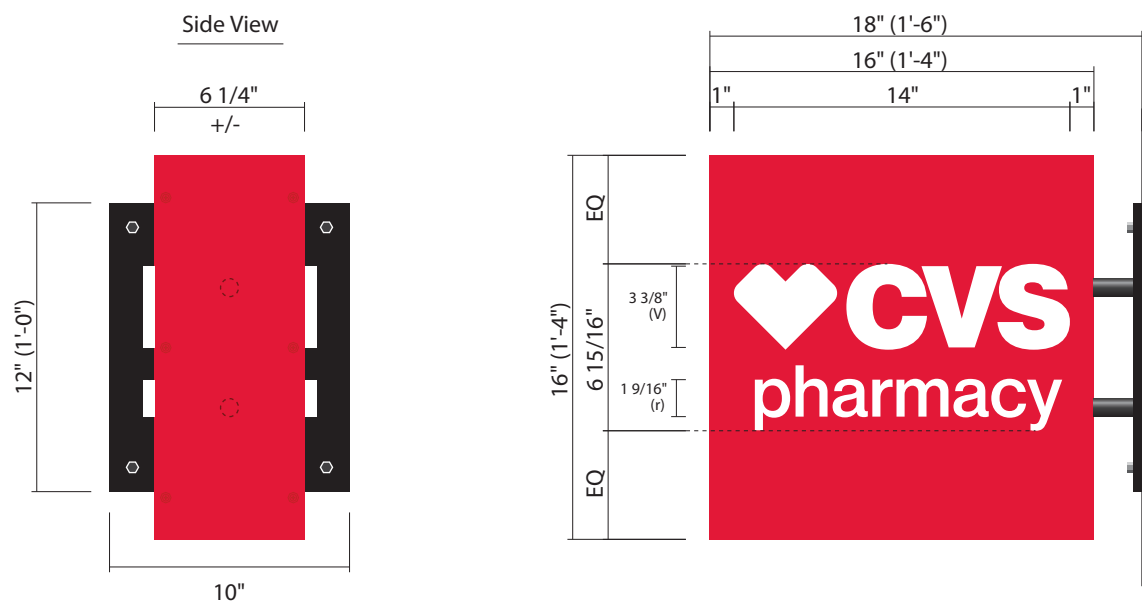 Side View
6 1/4"
+/-
12" (1'-0")
10"
18" (1'-6")
16" (1'-4")
1"
14"
1"
16" (1'-4")
EQ
6 15/16"
EQ
3 3/8"
(V)
1 9/16"
(r)
CVS
pharmacy